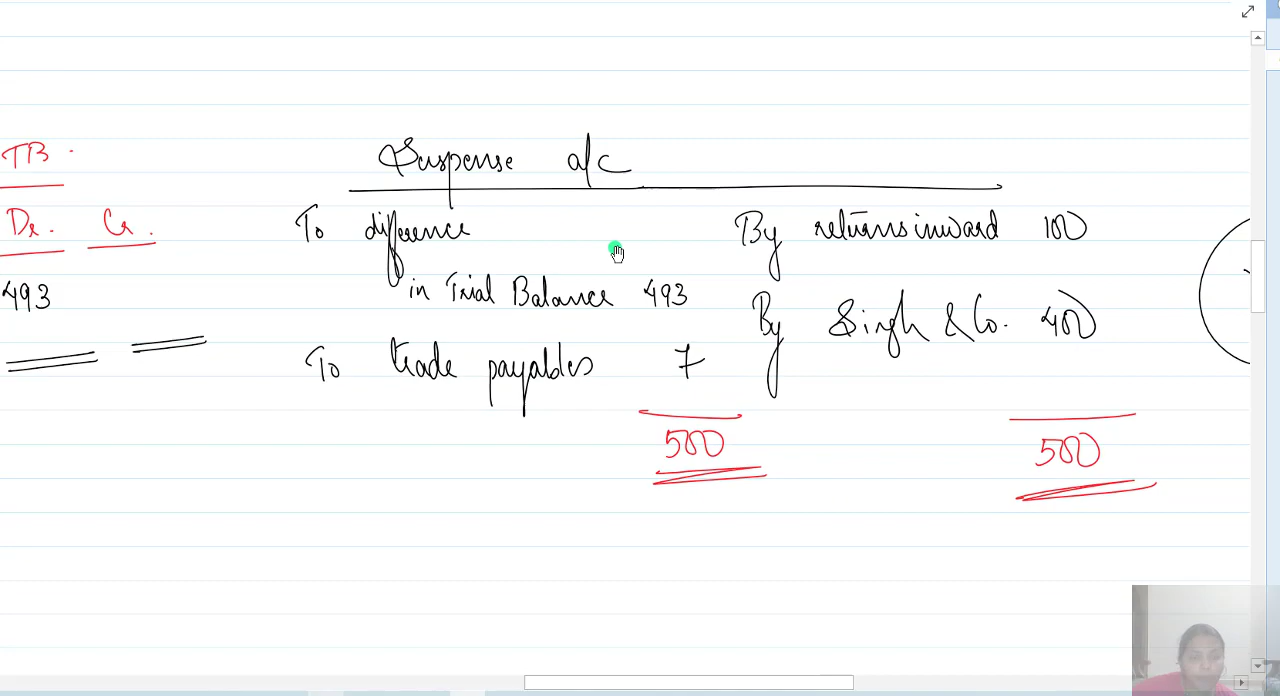 TB.
Dr. Cr.
493
Suspense a/c
To difference
in Trial Balance 493
To trade payables 7
500
By returns inward 100
By Singh & Co. 400
500